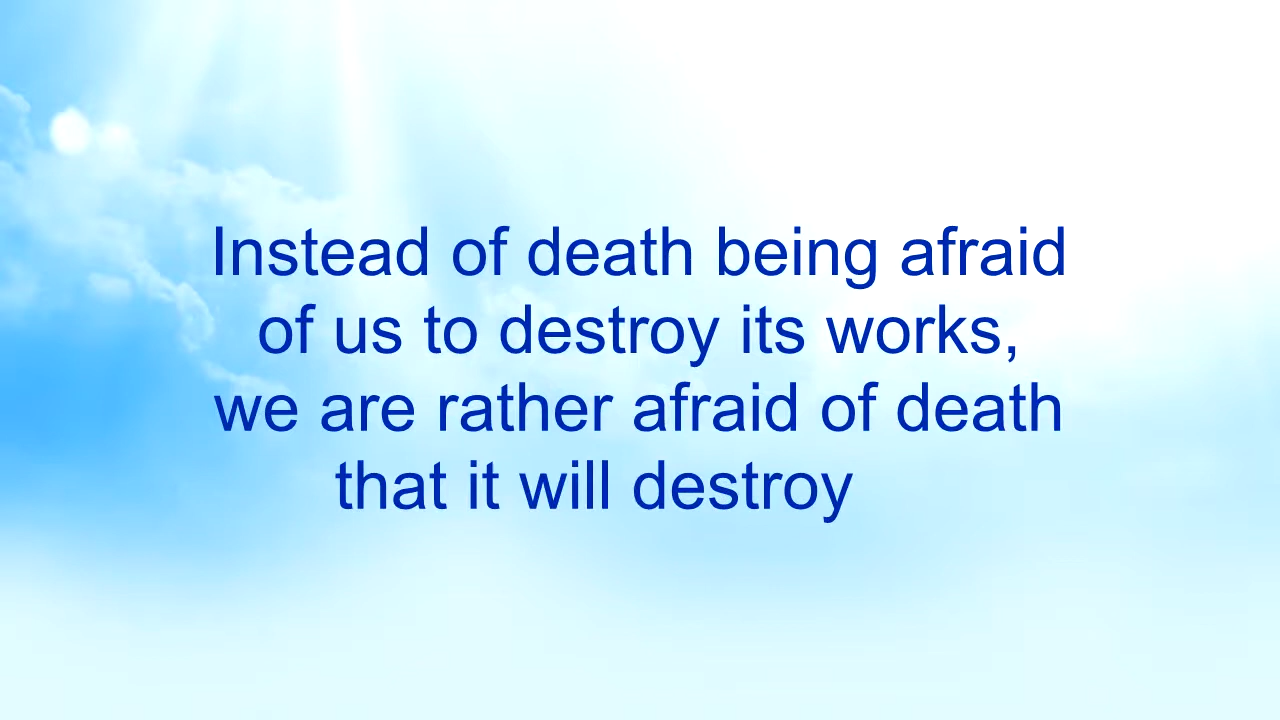 Instead of death being afraid
of us to destroy its works,
we are rather afraid of death
that it will destroy